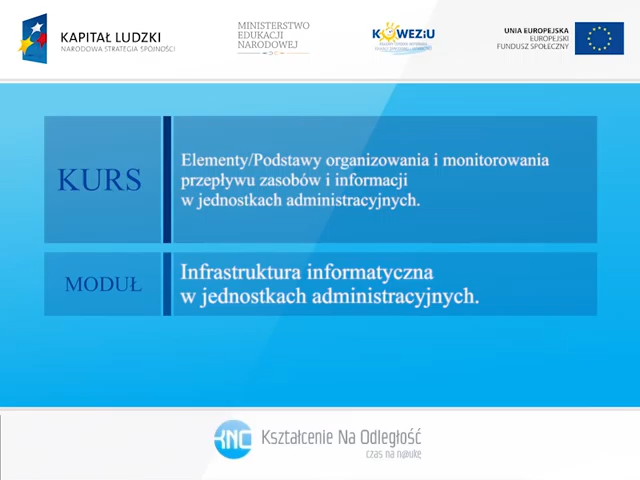 KAPITAŁ LUDZKI
NARODOWA STRATEGIA SPÓJNOŚCI
MINISTERSTWO
EDUKACJI
NARODOWEJ
KOWEZiU
UNIA EUROPEJSKA
EUROPEJSKI
FUNDUSZ SPOŁECZNY
KURS
Elementy/Podstawy organizowania i monitorowania
przepływu zasobów i informacji
w jednostkach administracyjnych.
MODUŁ
Infrastruktura informatyczna
w jednostkach administracyjnych.
KNO
Kształcenie Na Odległość
czas na naukę